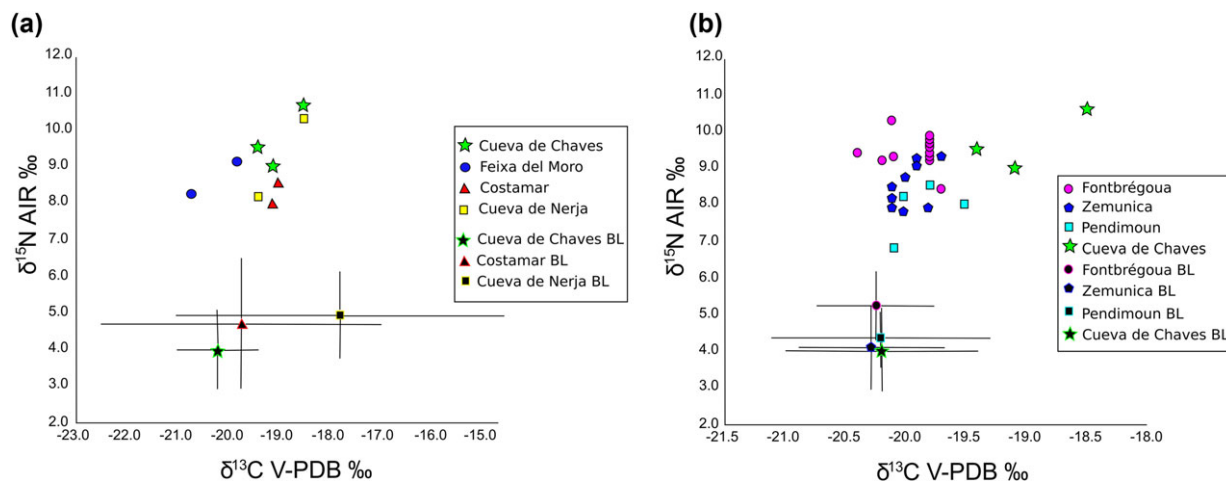 (a)
12.0
11.0
10.0
9.0
8.0
7.0
6.0
5.0
4.0
3.0
2.0
δ¹⁵N AIR ‰
-23.0 -22.0 -21.0 -20.0 -19.0 -18.0 -17.0 -16.0 -15.0
δ¹³C V-PDB ‰
Cueva de Chaves
Feixa del Moro
Costamar
Cueva de Nerja
Cueva de Chaves BL
Costamar BL
Cueva de Nerja BL
(b)
12.0
11.0
10.0
9.0
8.0
7.0
6.0
5.0
4.0
3.0
2.0
δ¹⁵N AIR ‰
-21.5 -20.5 -20.0 -19.5 -19.0 -18.5 -18.0
δ¹³C V-PDB ‰
Fontbrégoua
Zemunica
Pendimoun
Cueva de Chaves
Fontbrégoua BL
Zemunica BL
Pendimoun BL
Cueva de Chaves BL